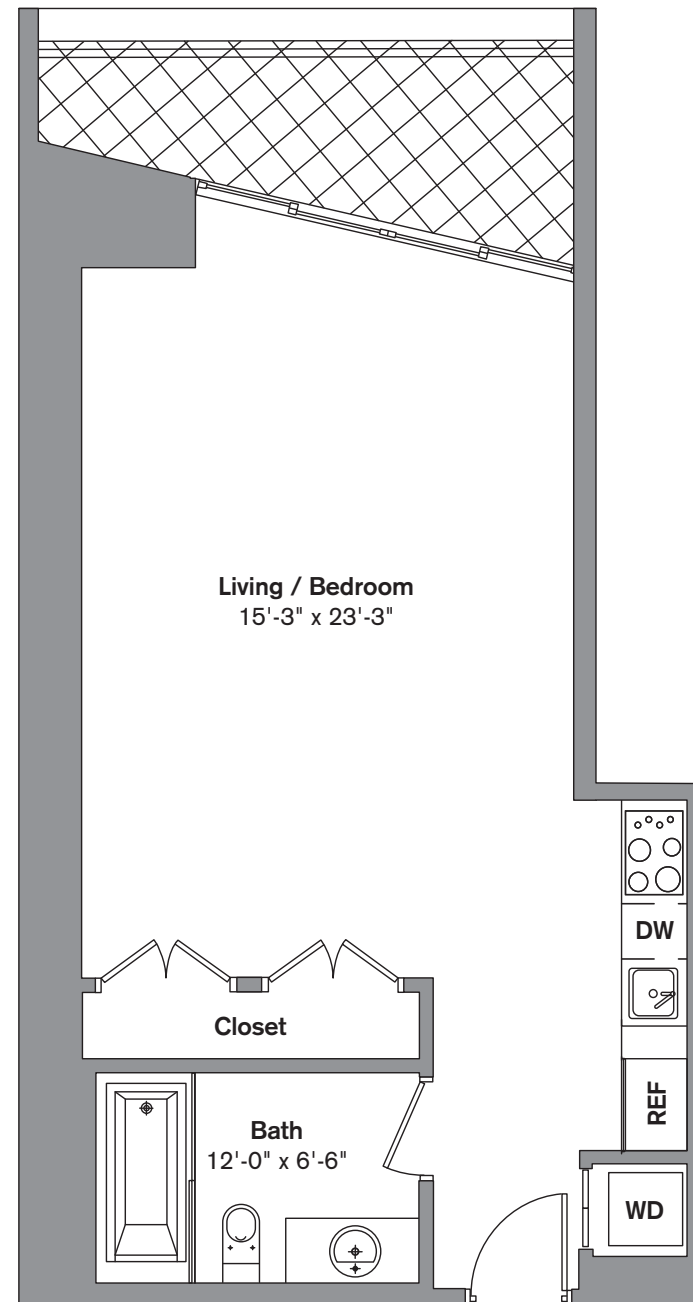 Living / Bedroom
15'-3" x 23'-3"
DW
Closet
REF
Bath
12'-0" x 6'-6"
WD